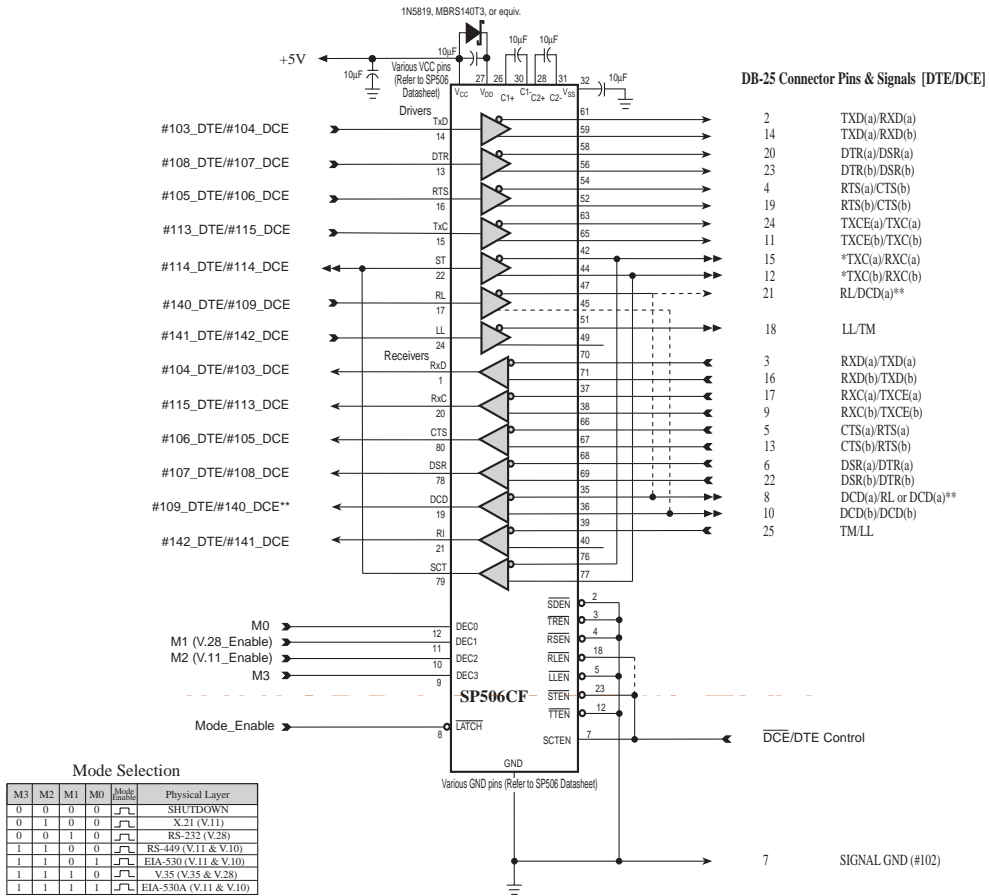 1N5819, MBRS140T3, or equiv.
+5V
10µF
10µF
10µF
10µF
10µF
Various VCC pins
(Refer to SP506
Datasheet)
27 26 30 28 31 32
VCC VDD C1+ C1- C2+ C2- VSS
DB-25 Connector Pins & Signals [DTE/DCE]
Drivers
#103_DTE/#104_DCE TxD 14 61 2 TXD(a)/RXD(a)
59 14 TXD(a)/RXD(b)
#108_DTE/#107_DCE DTR 13 58 20 DTR(a)/DSR(a)
56 23 DTR(b)/DSR(b)
#105_DTE/#106_DCE RTS 16 54 4 RTS(a)/CTS(b)
52 19 RTS(b)/CTS(b)
#113_DTE/#115_DCE TxC 15 63 24 TXCE(a)/TXC(a)
65 11 TXCE(b)/TXC(b)
#114_DTE/#114_DCE ST 22 42 15 *TXC(a)/RXC(a)
44 12 *TXC(b)/RXC(b)
#140_DTE/#109_DCE RL 17 47 21 RL/DCD(a)**
45
#141_DTE/#142_DCE LL 24 51 18 LL/TM
49
Receivers
#104_DTE/#103_DCE RxD 1 70 3 RXD(a)/TXD(a)
71 16 RXD(b)/TXD(b)
#115_DTE/#113_DCE RxC 20 37 17 RXC(a)/TXCE(a)
38 9 RXC(b)/TXCE(b)
#106_DTE/#105_DCE CTS 80 66 5 CTS(a)/RTS(a)
67 13 CTS(b)/RTS(b)
#107_DTE/#108_DCE DSR 78 68 6 DSR(a)/DTR(a)
69 22 DSR(b)/DTR(b)
#109_DTE/#140_DCE** DCD 19 35 8 DCD(a)/RL or DCD(a)**
36 10 DCD(b)/DCD(b)
#142_DTE/#141_DCE RI 21 39 25 TM/LL
40
SCT 79 76
77
SDEN 2
TREN 3
RSEN 4
RLEN 18
LLEN 5
STEN 23
TTEN 12
SCTEN 7 DCE/DTE Control
M0 12 DEC0
M1 (V.28_Enable) 11 DEC1
M2 (V.11_Enable) 10 DEC2
M3 9 DEC3
SP506CF
Mode_Enable 8 LATCH
GND
Various GND pins (Refer to SP506 Datasheet)
7 SIGNAL GND (#102)
Mode Selection
M3 M2 M1 M0 Mode Enable Physical Layer
0 0 0 0 SHUTDOWN
0 1 0 0 X.21 (V.11)
0 0 1 0 RS-232 (V.28)
1 1 0 0 RS-449 (V.11 & V.10)
1 1 0 1 EIA-530 (V.11 & V.10)
1 1 1 0 V.35 (V.35 & V.28)
1 1 1 1 EIA-530A (V.11 & V.10)